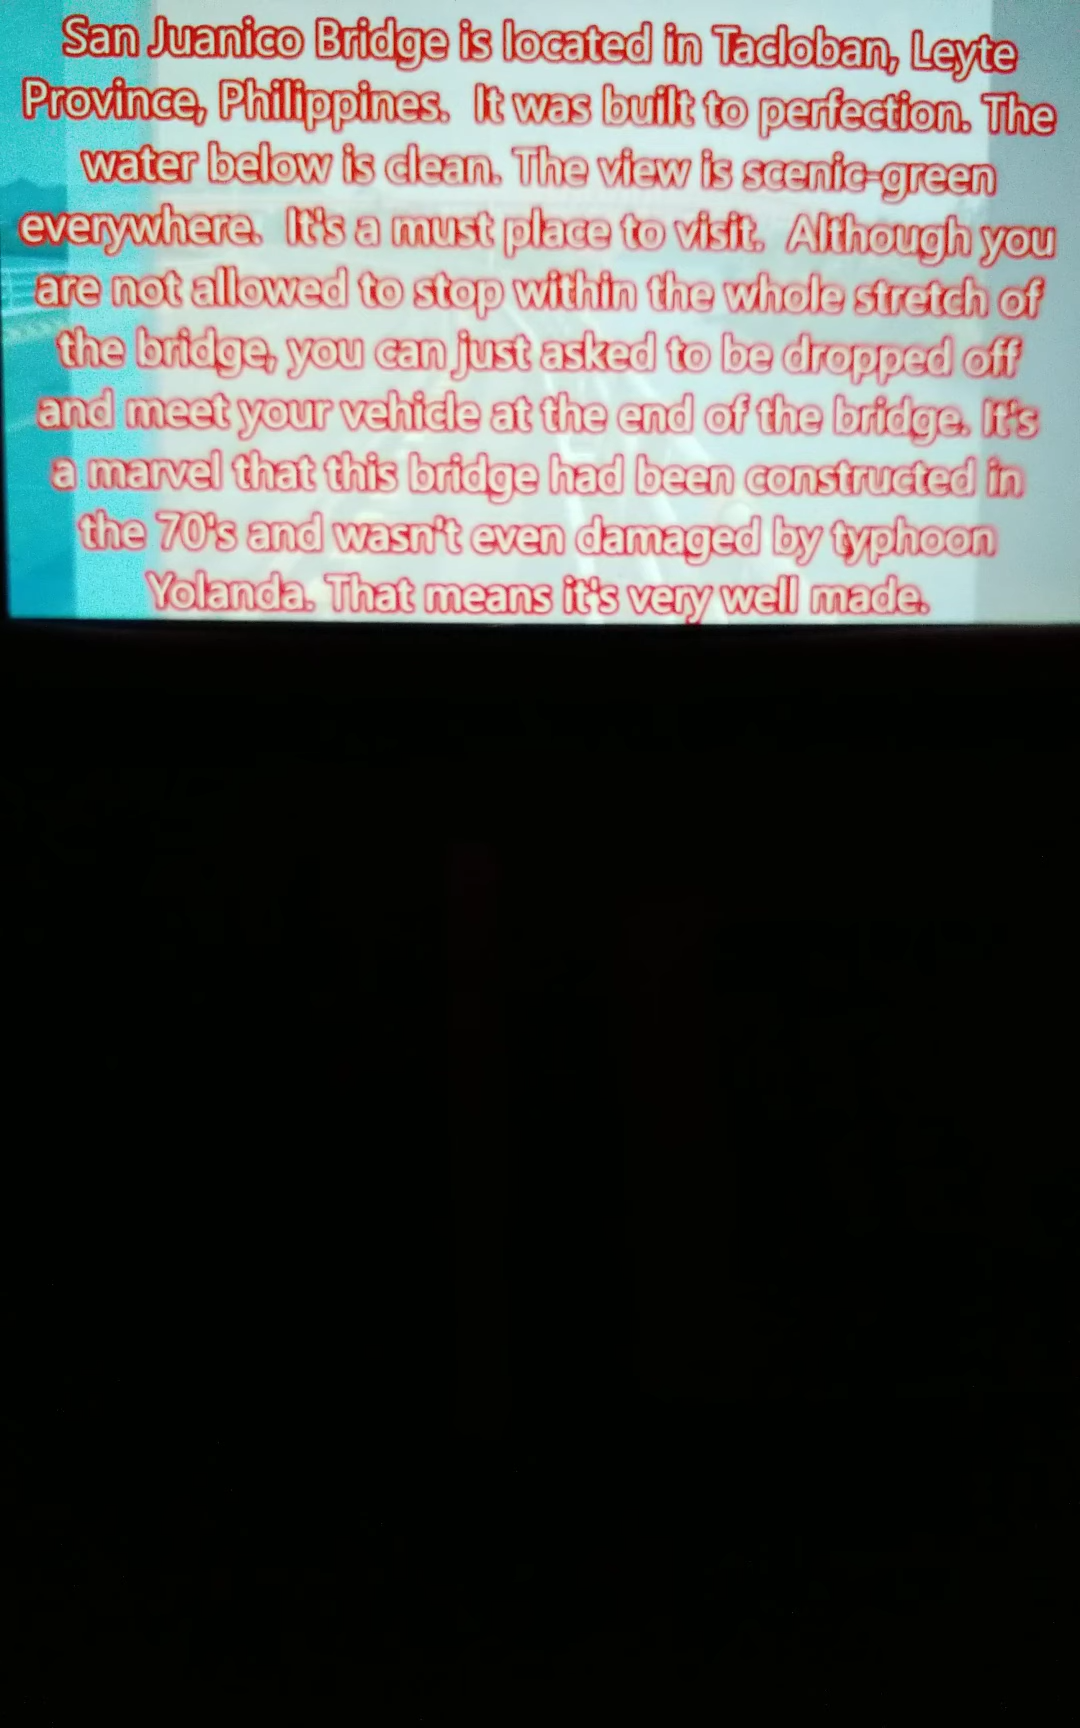 San Juanico Bridge is located in Tacloban, Leyte
Province, Philippines. It was built to perfection. The
water below is clean. The view is scenic-green
everywhere. It's a must place to visit. Although you
are not allowed to stop within the whole stretch of
the bridge, you can just asked to be dropped off
and meet your vehicle at the end of the bridge. It's
a marvel that this bridge had been constructed in
the 70's and wasn't even damaged by typhoon
Yolanda. That means it's very well made.